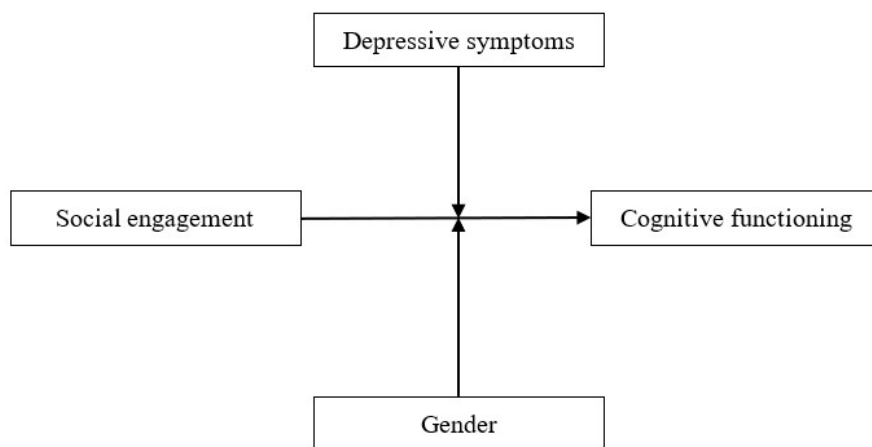 Depressive symptoms
Social engagement
Cognitive functioning
Gender